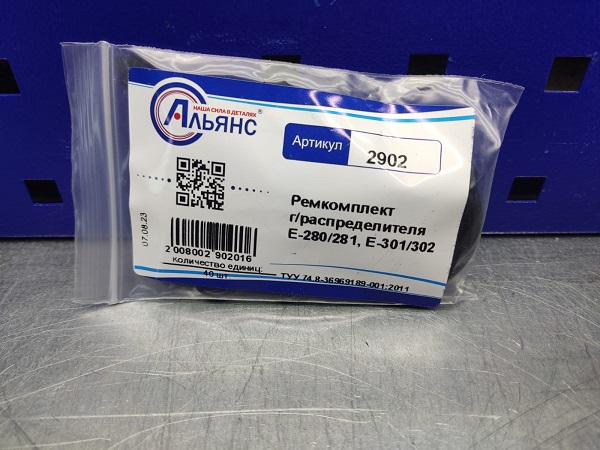 НАША СИЛА В ДЕТАЛЯХ
АЛЬЯНС®
Артикул 2902
Ремкомплект
г/распределителя
Е-280/281, Е-301/302
07.08.23
2 008002 902016
количество единиц:
40 шт
ТУУ 74.8-36969189-001:2011